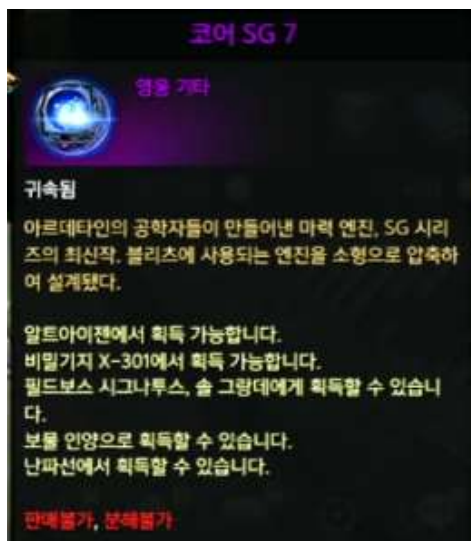 코어 SG 7
영웅 기타
귀속됨
아르데타인의 공학자들이 만들어낸 마력 엔진, SG 시리
즈의 최신작. 블리츠에 사용되는 엔진을 소형으로 압축하
여 설계됐다.
알트아이젠에서 획득 가능합니다.
비밀기지 X-301에서 획득 가능합니다.
필드보스 시그나투스, 솔 그랑데에게 획득할 수 있습니
다.
보물 인양으로 획득할 수 있습니다.
난파선에서 획득할 수 있습니다.
판매불가, 분해불가